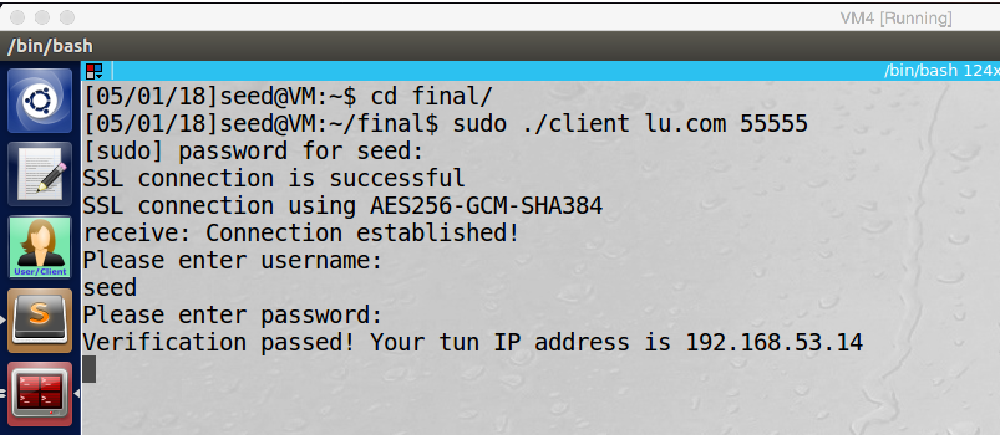 VM4 [Running]
/bin/bash
/bin/bash 124x
[05/01/18]seed@VM:~$ cd final/
[05/01/18]seed@VM:~/final$ sudo ./client lu.com 55555
[sudo] password for seed:
SSL connection is successful
SSL connection using AES256-GCM-SHA384
receive: Connection established!
Please enter username:
seed
Please enter password:
Verification passed! Your tun IP address is 192.168.53.14
User/Client
S